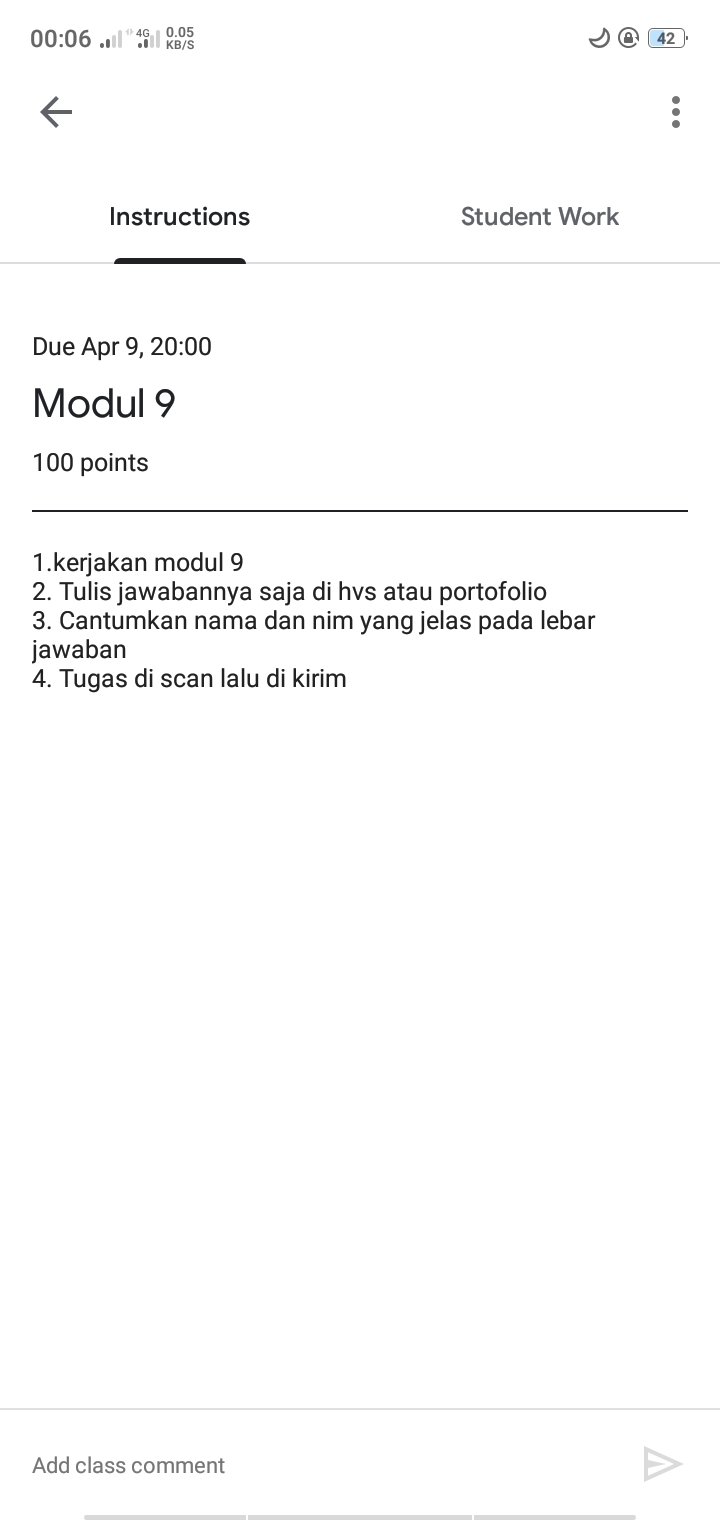 00:06 4G 0.05 KB/S 42
Instructions
Student Work
Due Apr 9, 20:00
Modul 9
100 points
1.kerjakan modul 9
2. Tulis jawabannya saja di hvs atau portofolio
3. Cantumkan nama dan nim yang jelas pada lebar
jawaban
4. Tugas di scan lalu di kirim
Add class comment